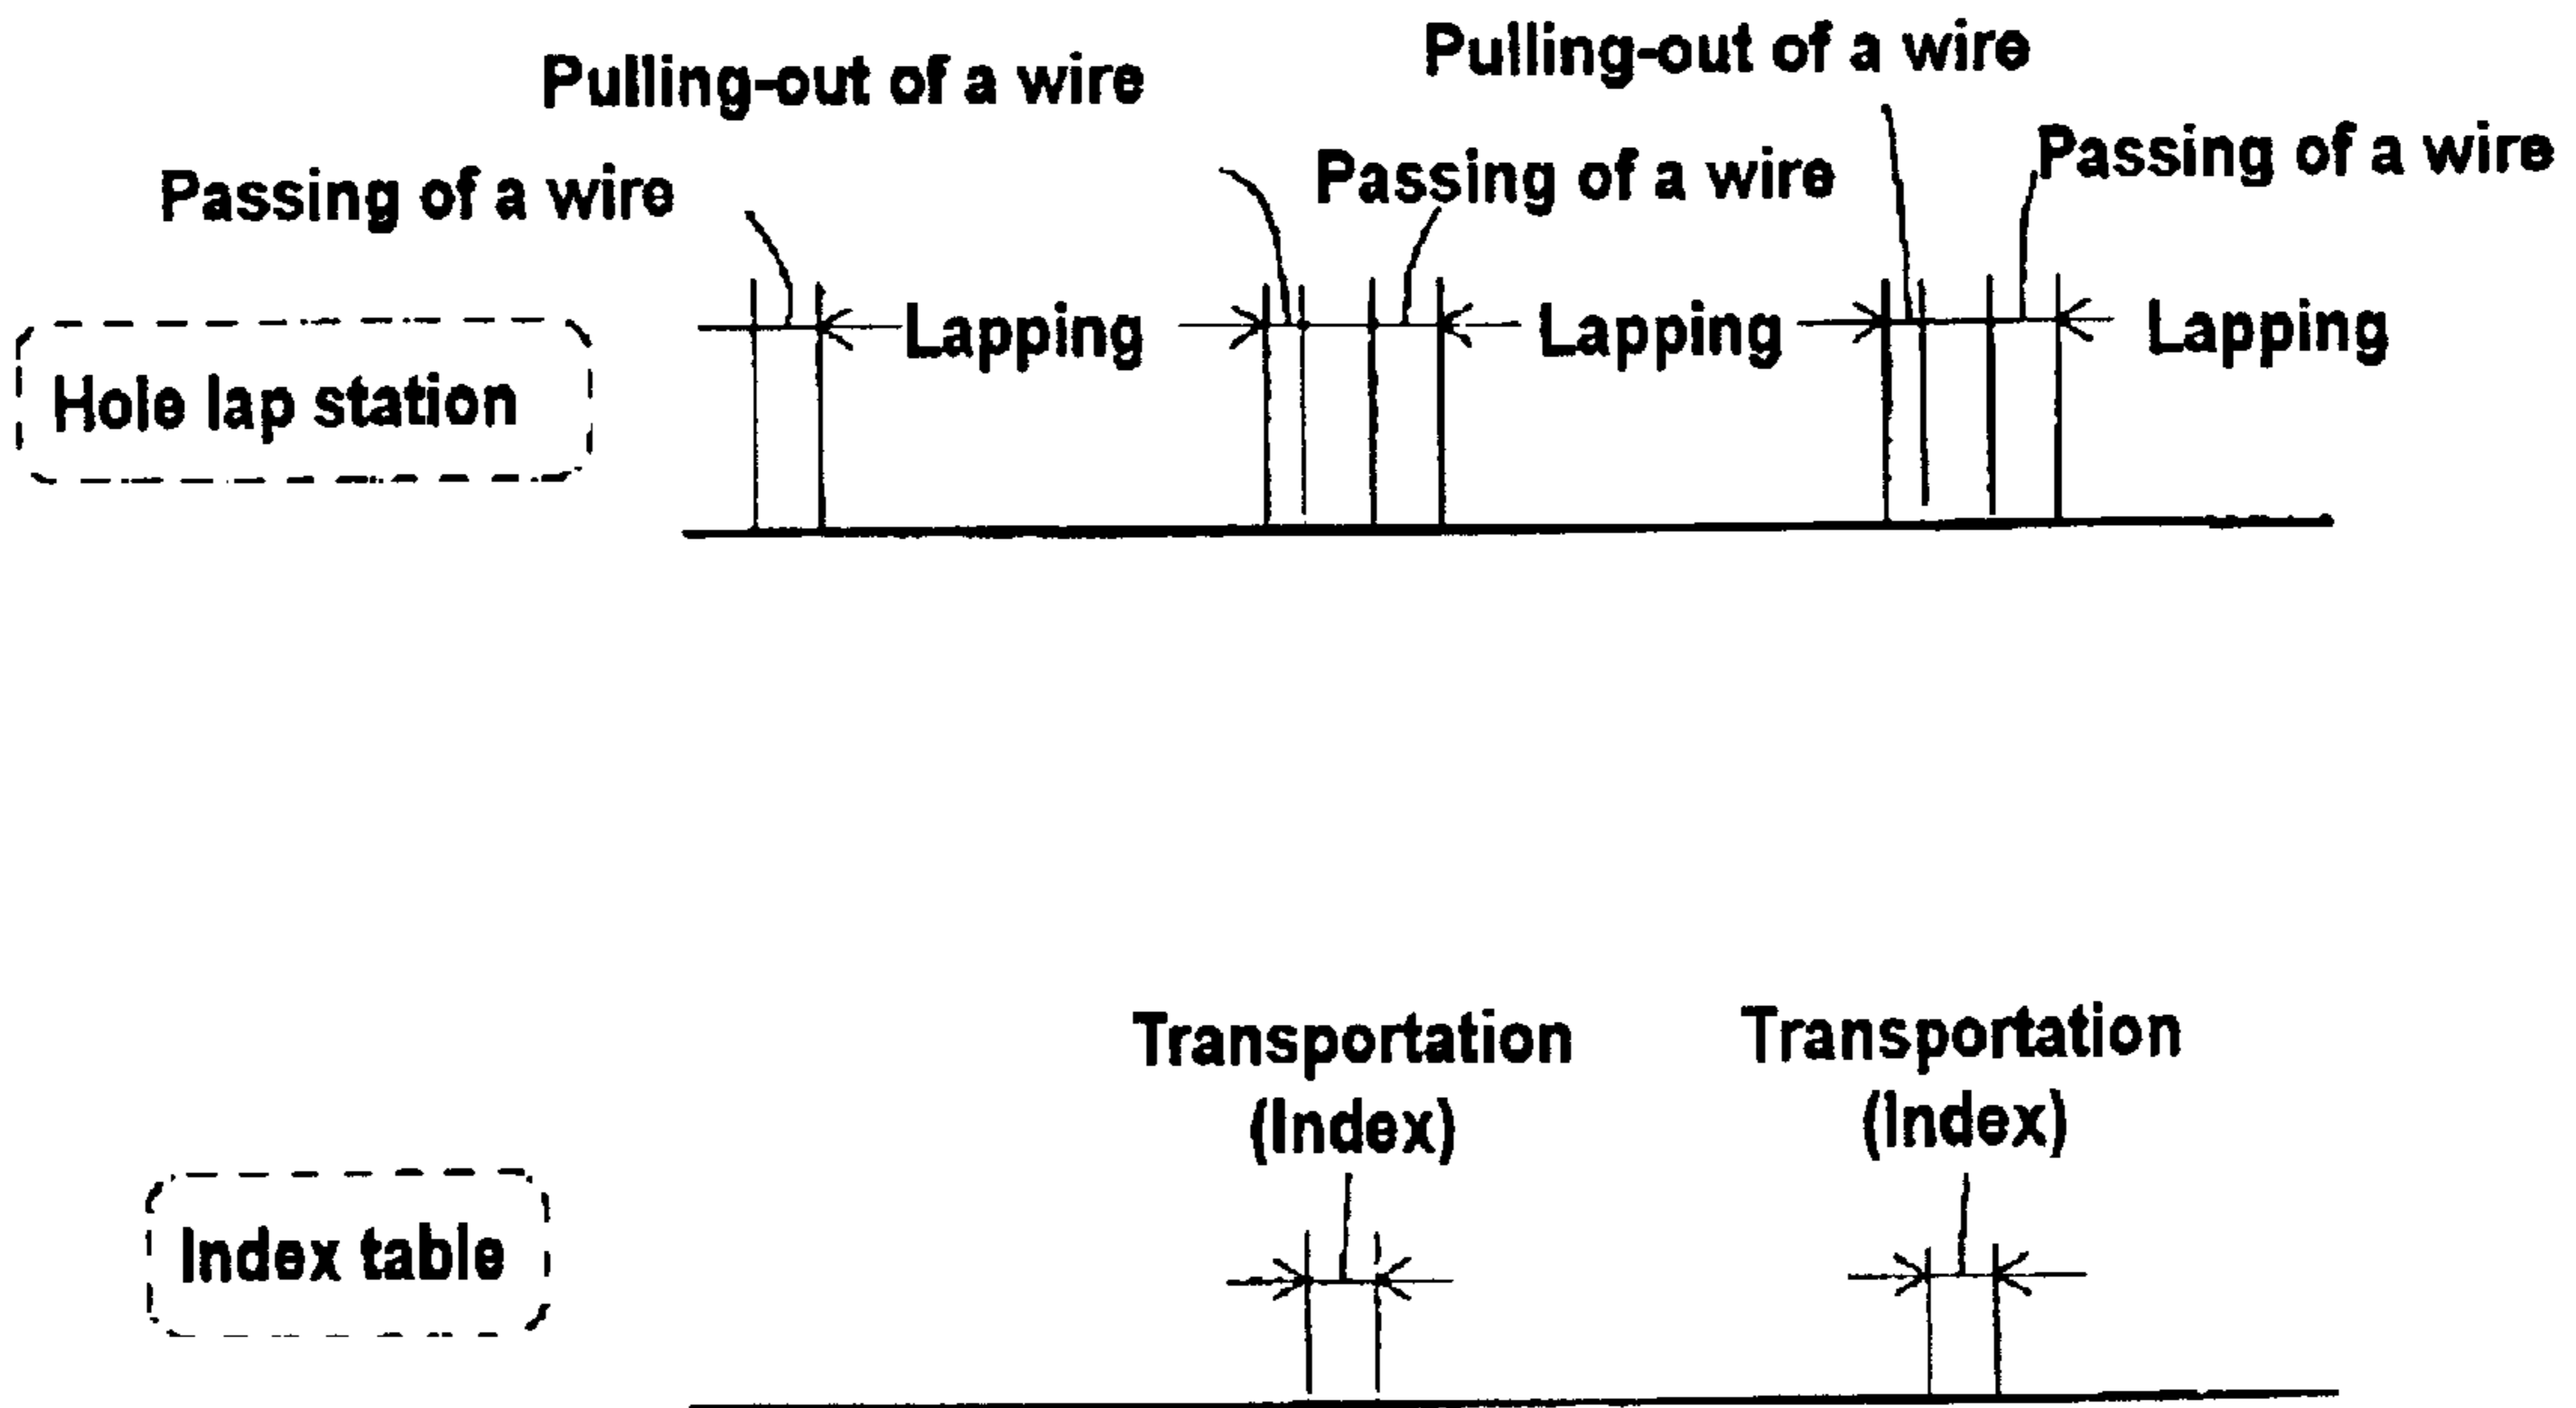 Pulling-out of a wire
Pulling-out of a wire
Passing of a wire
Passing of a wire
Passing of a wire
Hole lap station
Lapping
Lapping
Lapping
Transportation
(Index)
Transportation
(Index)
Index table